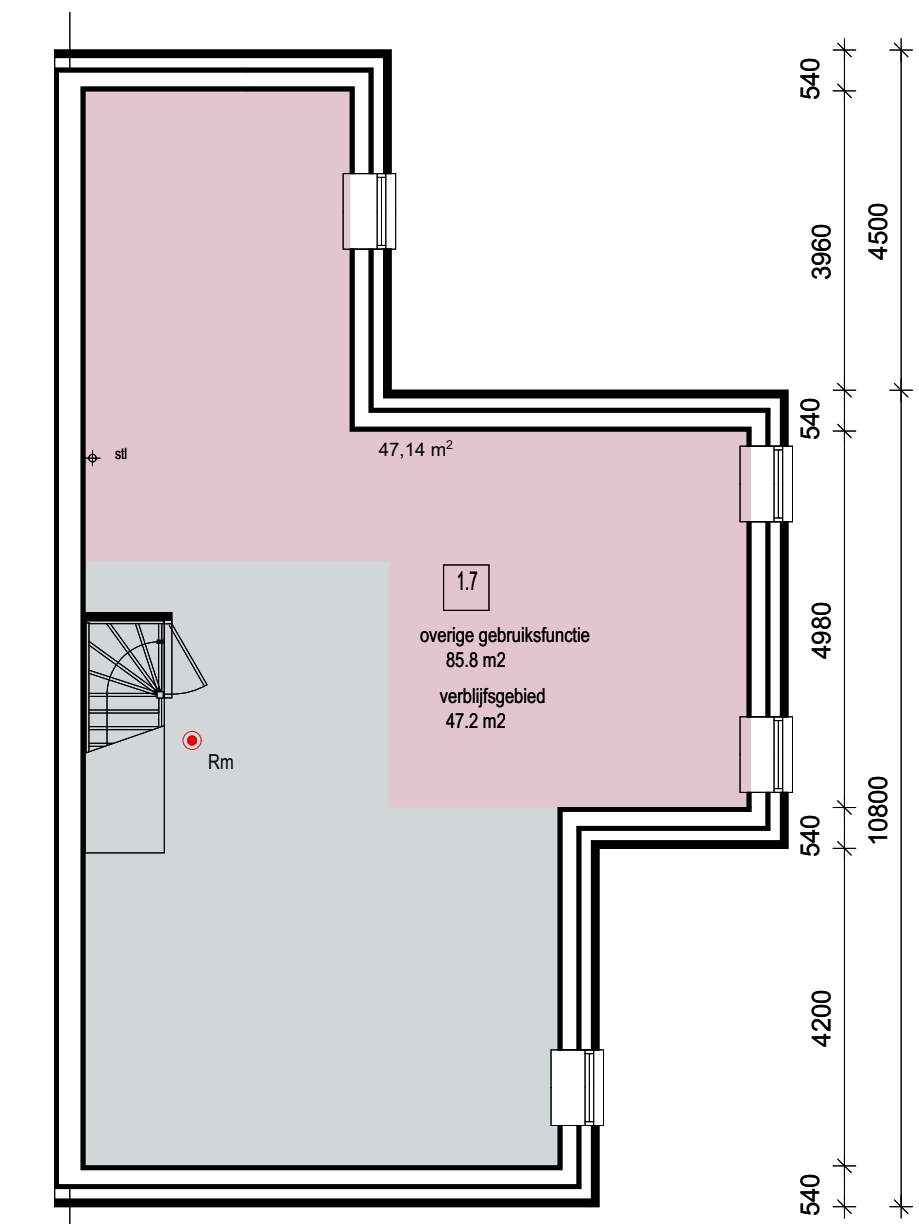 540
3960
4500
540
47,14 m²
stl
1.7
overige gebruiksfunctie
85.8 m2
4980
verblijfsgebied
47.2 m2
Rm
10800
540
4200
540